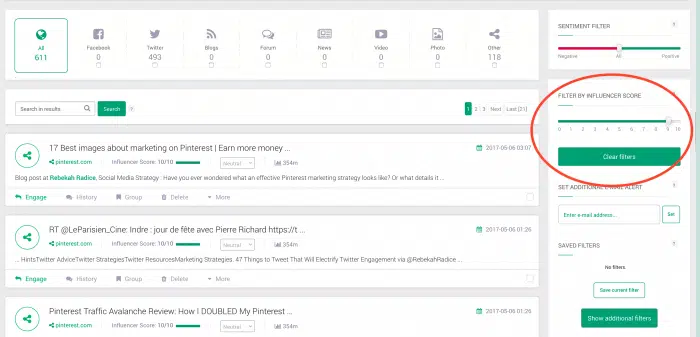 All
611
Facebook
0
Twitter
493
Blogs
0
Forum
0
News
0
Video
0
Photo
0
Other
118
Search in results
Search
?
1 2 3 Next Last [21]
17 Best images about marketing on Pinterest | Earn more money ...
2017-05-06 03:07
pinterest.com Influencer Score: 10/10 Neutral 354m
Blog post at Rebekah Radice, Social Media Strategy : Have you ever wondered what an effective Pinterest marketing strategy looks like? Or what details it ...
Engage History Group Delete More
RT @LeParisien_Cine: Indre : jour de fête avec Pierre Richard https://t ...
2017-05-06 01:26
pinterest.com Influencer Score: 10/10 Neutral 354m
... HintsTwitter AdviceTwitter StrategiesTwitter ResourcesMarketing Strategies. 47 Things to Tweet That Will Electrify Twitter Engagement via @RebekahRadice ...
Engage History Group Delete More
Pinterest Traffic Avalanche Review: How I DOUBLED My Pinterest ...
2017-05-06 01:26
pinterest.com Influencer Score: 10/10 Neutral 354m
SENTIMENT FILTER ?
Negative All Positive
FILTER BY INFLUENCER SCORE ?
0 1 2 3 4 5 6 7 8 9 10
Clear filters
SET ADDITIONAL E-MAIL ALERT ?
Enter e-mail address...
Set
SAVED FILTERS ?
No filters.
Save current filter
Show additional filters